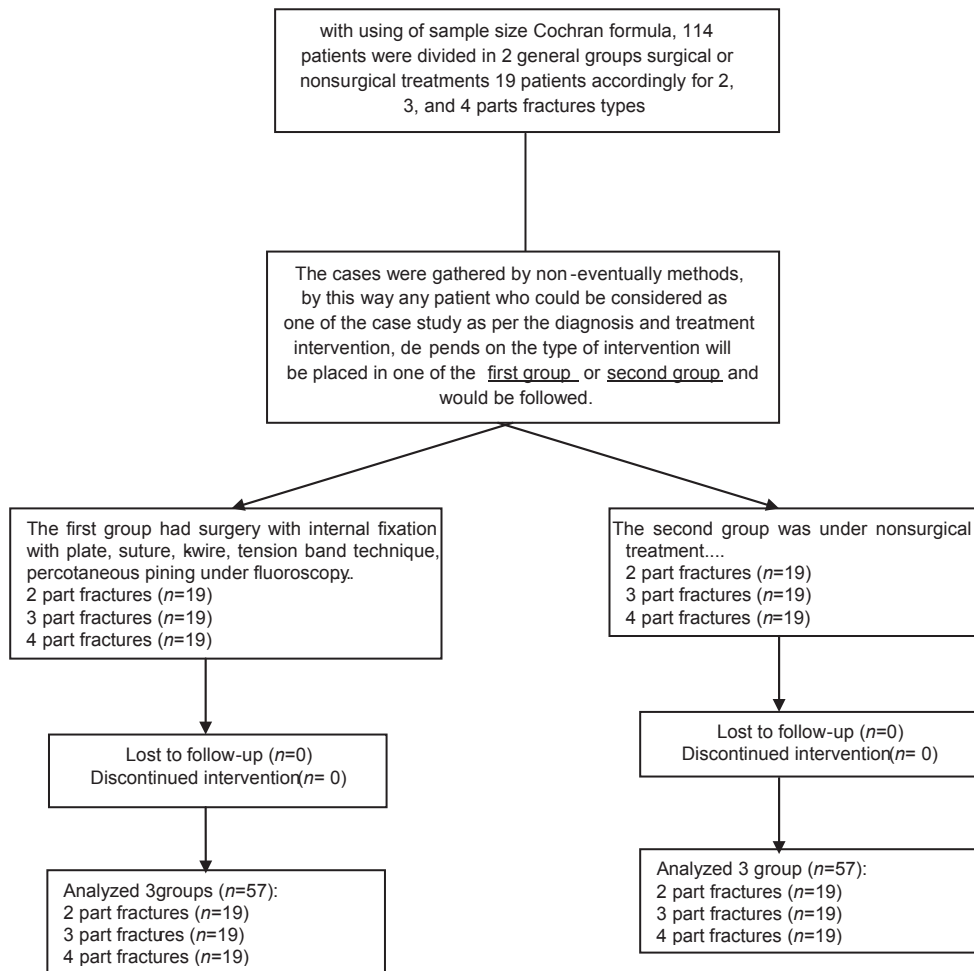 with using of sample size Cochran formula, 114
patients were divided in 2 general groups surgical or
nonsurgical treatments 19 patients accordingly for 2,
3, and 4 parts fractures types
The cases were gathered by non-eventually methods,
by this way any patient who could be considered as
one of the case study as per the diagnosis and treatment
intervention, de pends on the type of intervention will
be placed in one of the first group or second group and
would be followed.
The first group had surgery with internal fixation
with plate, suture, kwire, tension band technique,
percotaneous pining under fluoroscopy..
2 part fractures (n=19)
3 part fractures (n=19)
4 part fractures (n=19)
The second group was under nonsurgical
treatment....
2 part fractures (n=19)
3 part fractures (n=19)
4 part fractures (n=19)
Lost to follow-up (n=0)
Discontinued intervention(n= 0)
Lost to follow-up (n=0)
Discontinued intervention(n= 0)
Analyzed 3groups (n=57):
2 part fractures (n=19)
3 part fractures (n=19)
4 part fractures (n=19)
Analyzed 3 group (n=57):
2 part fractures (n=19)
3 part fractures (n=19)
4 part fractures (n=19)